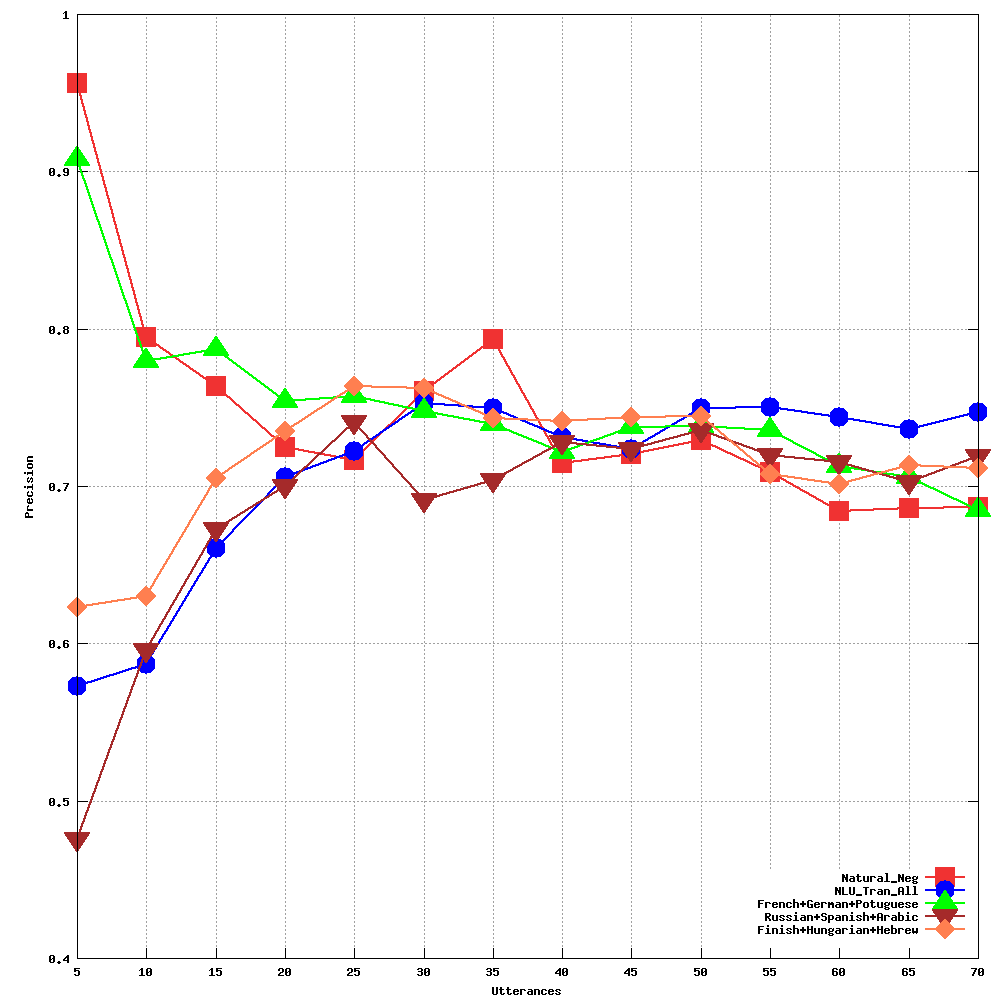 1
0.9
0.8
0.7
0.6
0.5
0.4
Precision
5 10 15 20 25 30 35 40 45 50 55 60 65 70
Utterances
Natural_Neg
NLU_Tran_All
French+German+Potuguese
Russian+Spanish+Arabic
Finish+Hungarian+Hebrew